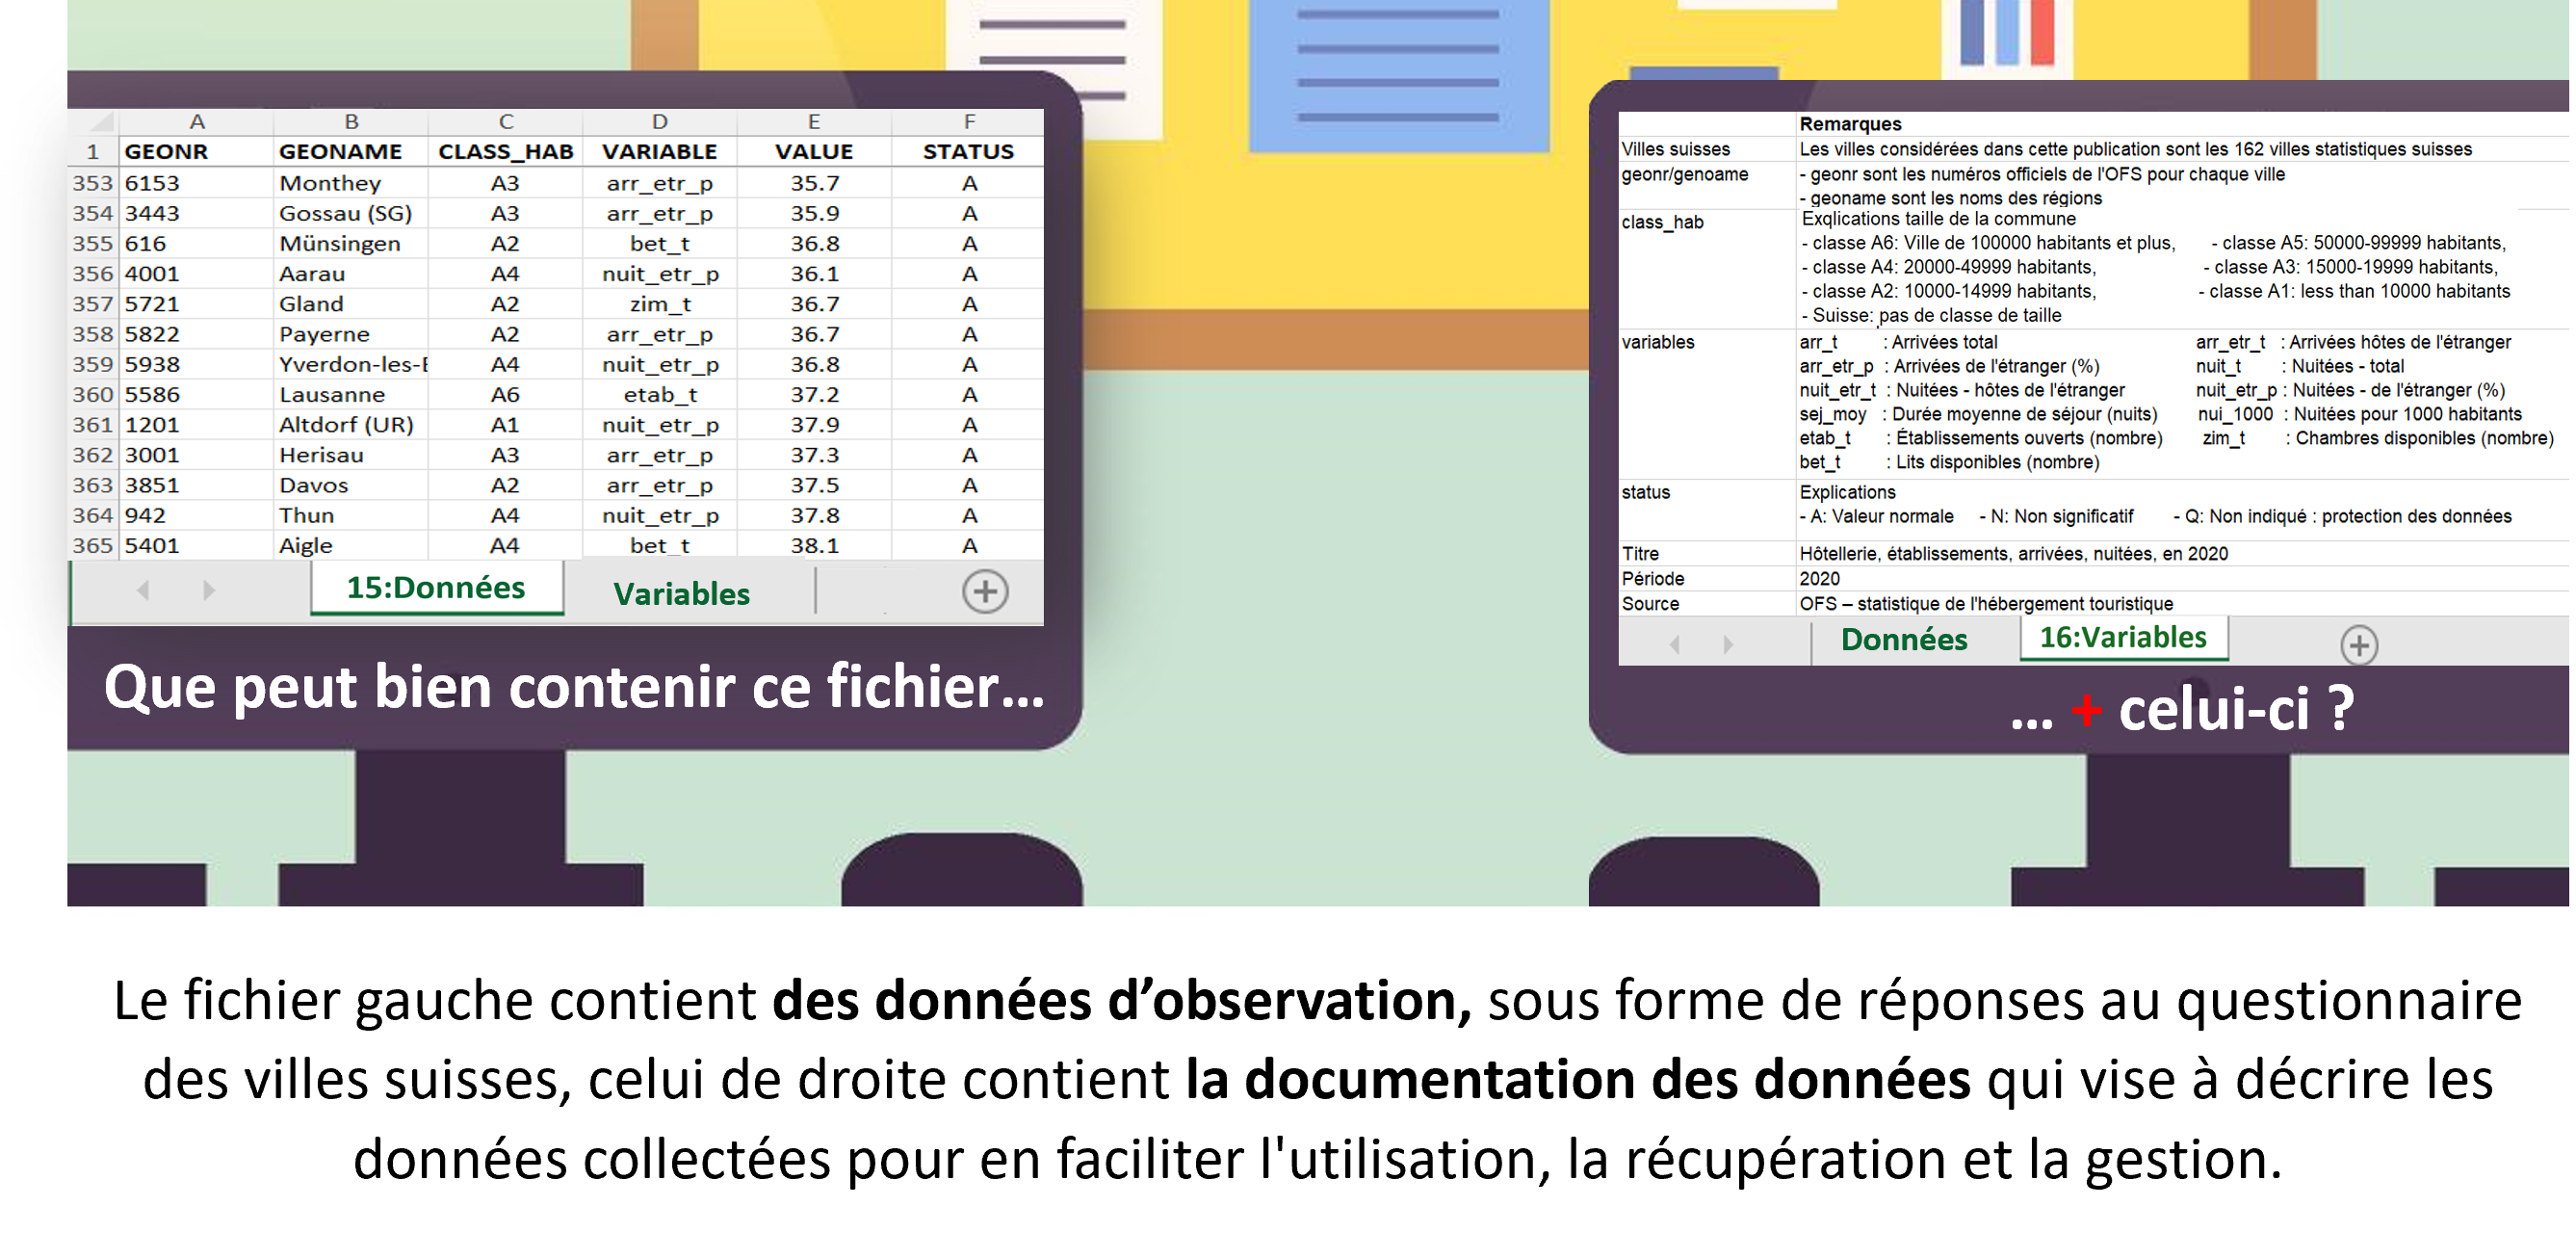 A B C D E F
1 GEONR GEONAME CLASS_HAB VARIABLE VALUE STATUS
353 6153 Monthey A3 arr_etr_p 35.7 A
354 3443 Gossau (SG) A3 arr_etr_p 35.9 A
355 616 Münsingen A2 bet_t 36.8 A
356 4001 Aarau A4 nuit_etr_p 36.1 A
357 5721 Gland A2 zim_t 36.7 A
358 5822 Payerne A2 arr_etr_p 36.7 A
359 5938 Yverdon-les- A4 nuit_etr_p 36.8 A
360 5586 Lausanne A6 etab_t 37.2 A
361 1201 Altdorf (UR) A1 nuit_etr_p 37.9 A
362 3001 Herisau A3 arr_etr_p 37.3 A
363 3851 Davos A2 arr_etr_p 37.5 A
364 942 Thun A4 nuit_etr_p 37.8 A
365 5401 Aigle A4 bet_t 38.1 A
15:Données Variables
Que peut bien contenir ce fichier...
Remarques
Villes suisses Les villes considérées dans cette publication sont les 162 villes statistiques suisses
geonr/genoame - geonr sont les numéros officiels de l'OFS pour chaque ville
- geoname sont les noms des régions
class_hab Exqlications taille de la commune
- classe A6: Ville de 100000 habitants et plus, - classe A5: 50000-99999 habitants,
- classe A4: 20000-49999 habitants, - classe A3: 15000-19999 habitants,
- classe A2: 10000-14999 habitants, - classe A1: less than 10000 habitants
- Suisse: pas de classe de taille
variables arr_t : Arrivées total arr_etr_t : Arrivées hôtes de l'étranger
arr_etr_p : Arrivées de l'étranger (%) nuit_t : Nuitées - total
nuit_etr_t : Nuitées - hôtes de l'étranger nuit_etr_p : Nuitées - de l'étranger (%)
sej_moy : Durée moyenne de séjour (nuits) nui_1000 : Nuitées pour 1000 habitants
etab_t : Établissements ouverts (nombre) zim_t : Chambres disponibles (nombre)
bet_t : Lits disponibles (nombre)
status Explications
- A: Valeur normale - N: Non significatif - Q: Non indiqué : protection des données
Titre Hôtellerie, établissements, arrivées, nuitées, en 2020
Période 2020
Source OFS – statistique de l'hébergement touristique
Données 16:Variables
... + celui-ci ?
Le fichier gauche contient des données d’observation, sous forme de réponses au questionnaire
des villes suisses, celui de droite contient la documentation des données qui vise à décrire les
données collectées pour en faciliter l'utilisation, la récupération et la gestion.